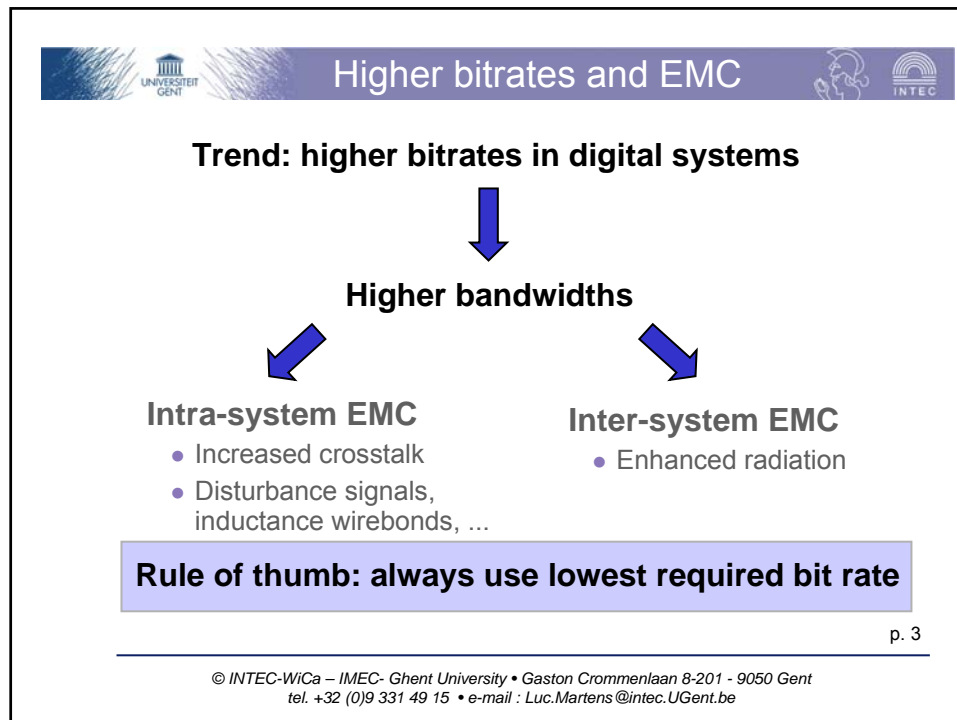 UNIVERSITEIT
GENT
Higher bitrates and EMC
INTEC
Trend: higher bitrates in digital systems
Higher bandwidths
Intra-system EMC
● Increased crosstalk
● Disturbance signals,
inductance wirebonds, ...
Inter-system EMC
● Enhanced radiation
Rule of thumb: always use lowest required bit rate
p. 3
© INTEC-WiCa – IMEC- Ghent University • Gaston Crommenlaan 8-201 - 9050 Gent
tel. +32 (0)9 331 49 15 • e-mail : Luc.Martens@intec.UGent.be